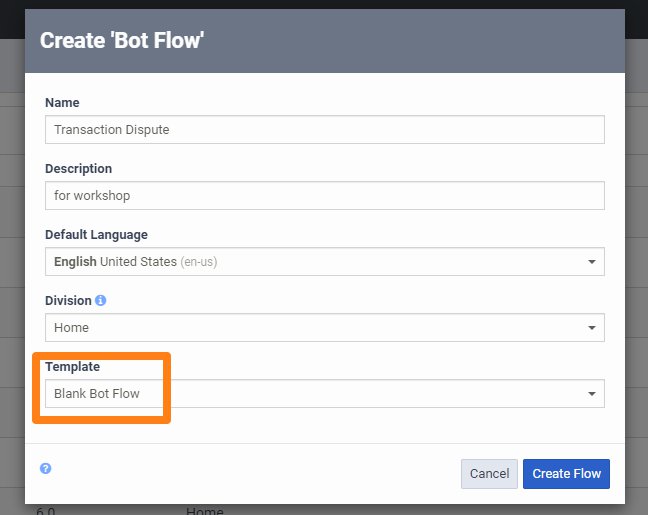 Create 'Bot Flow'
Name
Transaction Dispute
Description
for workshop
Default Language
English United States (en-us)
Division
Home
Template
Blank Bot Flow
Cancel Create Flow
6.0 Home